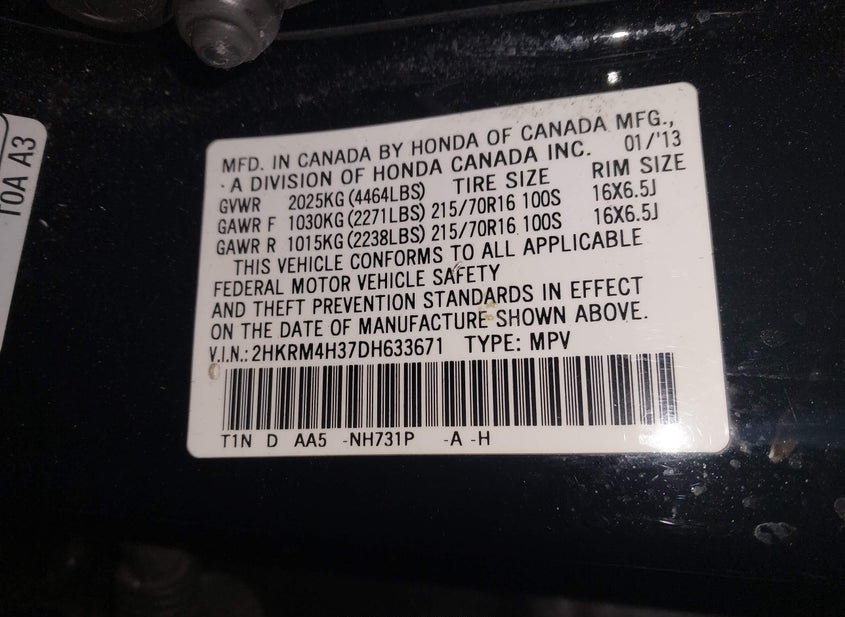 T0A A3
MFD. IN CANADA BY HONDA OF CANADA MFG.,
A DIVISION OF HONDA CANADA INC. 01/'13
GVWR 2025KG (4464LBS) TIRE SIZE RIM SIZE
GAWR F 1030KG (2271LBS) 215/70R16 100S 16X6.5J
GAWR R 1015KG (2238LBS) 215/70R16 100S 16X6.5J
THIS VEHICLE CONFORMS TO ALL APPLICABLE
FEDERAL MOTOR VEHICLE SAFETY
AND THEFT PREVENTION STANDARDS IN EFFECT
ON THE DATE OF MANUFACTURE SHOWN ABOVE.
V.I.N.: 2HKRM4H37DH633671 TYPE: MPV
T1N D AA5 -NH731P -A -H